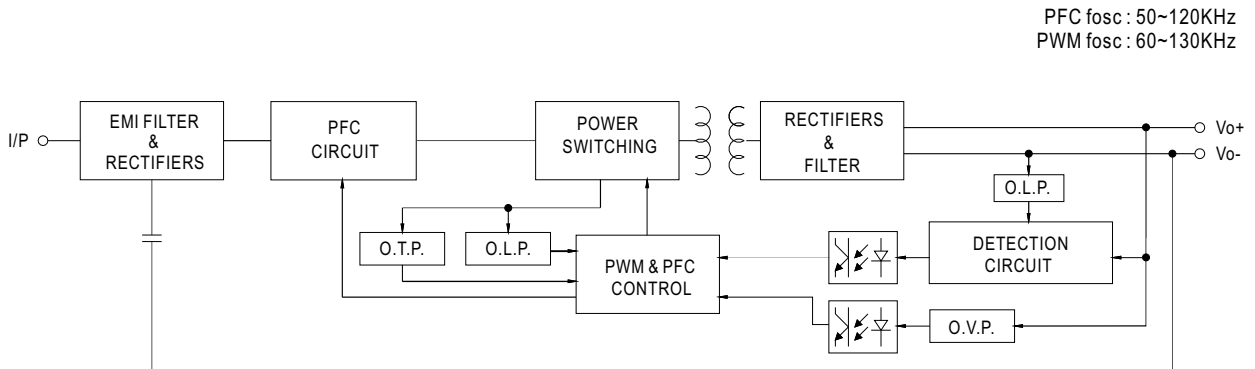 PFC fosc : 50~120KHz
PWM fosc : 60~130KHz
I/P
EMI FILTER
&
RECTIFIERS
PFC
CIRCUIT
POWER
SWITCHING
RECTIFIERS
&
FILTER
Vo+
Vo-
O.L.P.
O.T.P.
O.L.P.
PWM & PFC
CONTROL
DETECTION
CIRCUIT
O.V.P.